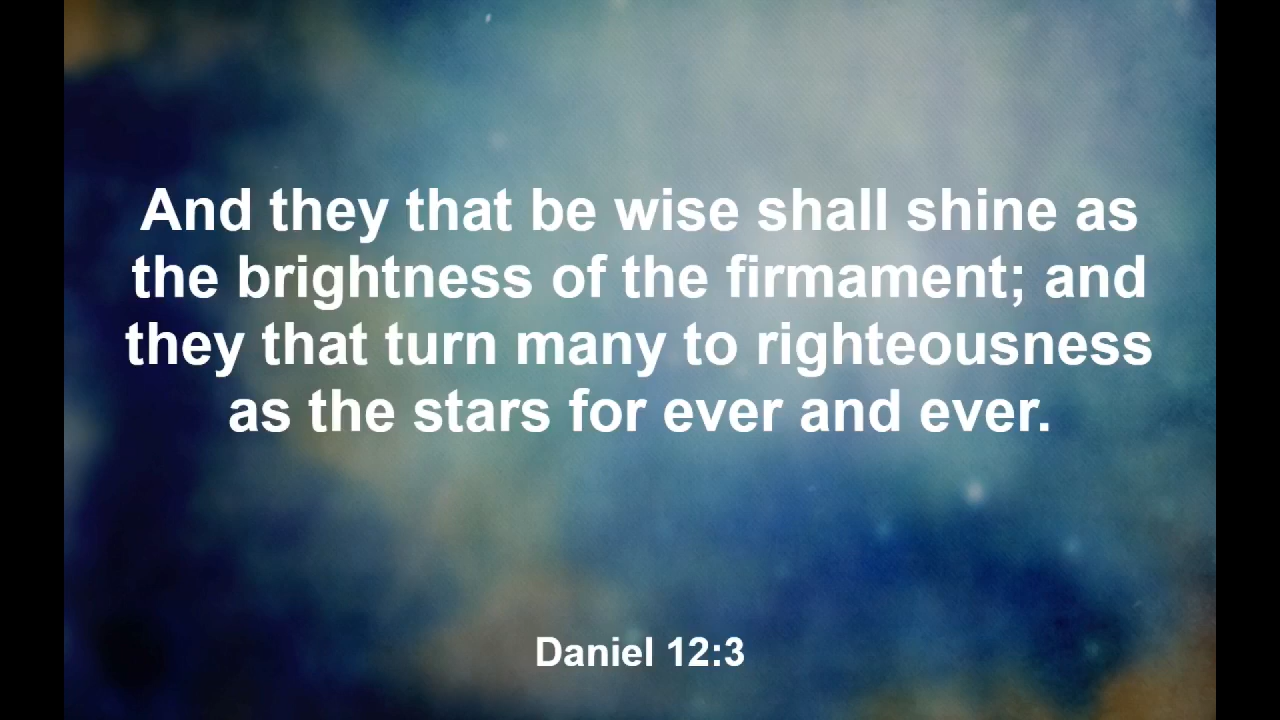 And they that be wise shall shine as
the brightness of the firmament; and
they that turn many to righteousness
as the stars for ever and ever.
Daniel 12:3